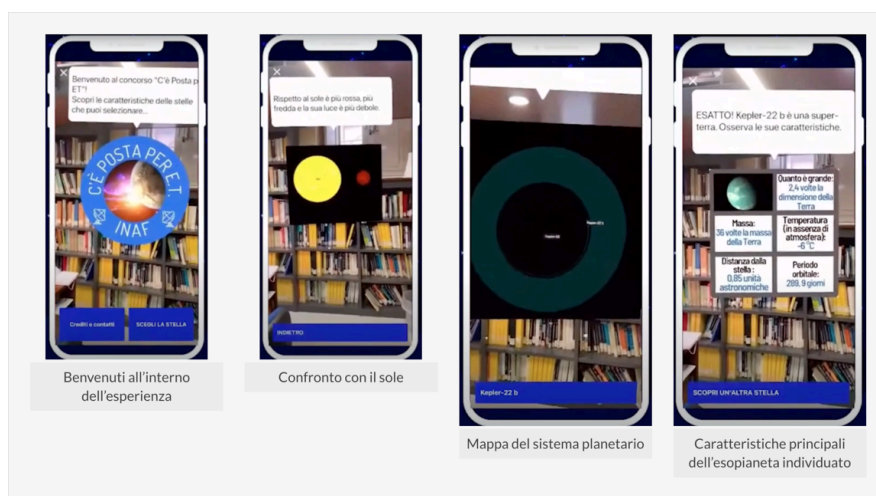 Benvenuto al concorso "C'è Posta p
ET"!
Scopri le caratteristiche delle stelle
che puoi selezionare...
C'È POSTA PER E.T.
INAF
Crediti e contatti
SCEGLI LA STELLA
Benvenuti all'interno
dell'esperienza
Rispetto al sole è più rossa, più
fredda e la sua luce è più debole.
INDIETRO
Confronto con il sole
Kepler-22 b
Mappa del sistema planetario
ESATTO! Kepler-22 b è una super-
terra. Osserva le sue caratteristiche.
Quanto è grande:
2,4 volte la
dimensione della
Terra
Massa:
36 volte la massa
della Terra
Temperatura
(in assenza di
atmosfera):
-6 °C
Distanza dalla
stella :
0,85 unità
astronomiche
Periodo
orbitale:
289, 9 giorni
SCOPRI UN'ALTRA STELLA
Caratteristiche principali
dell'esopianeta individuato